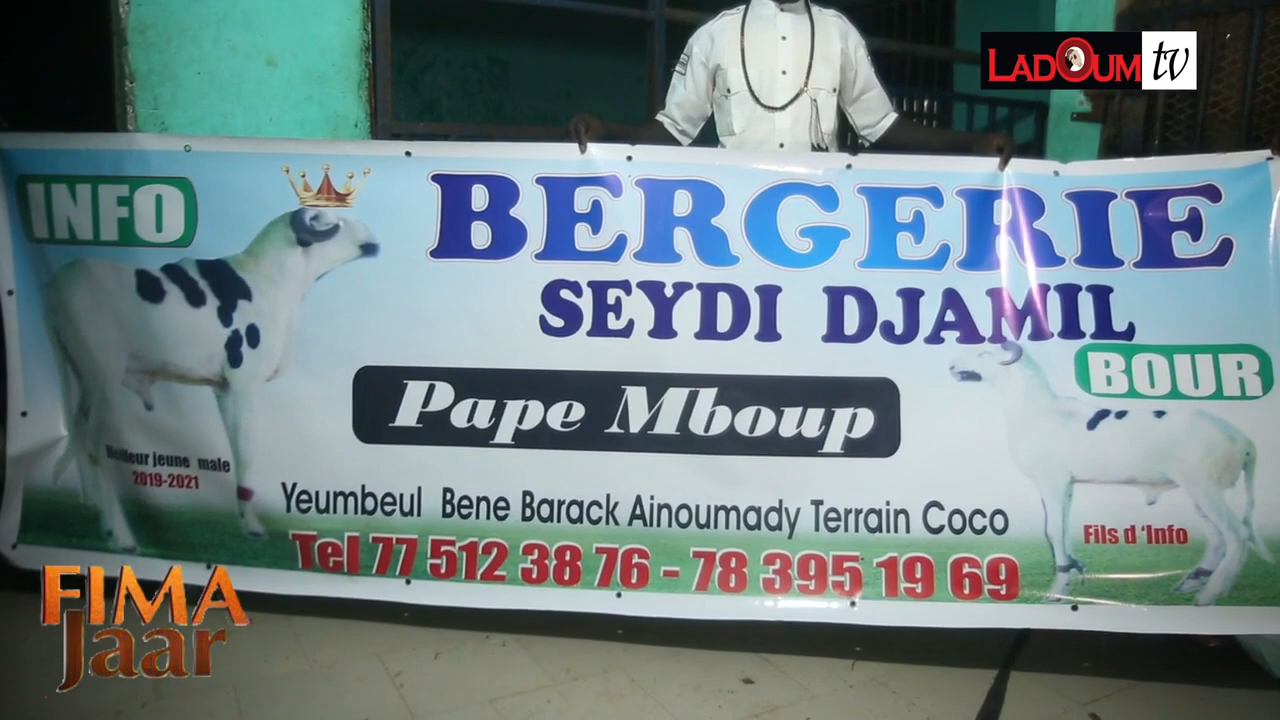 LADOUM tv
INFO
BERGERIE
SEYDI DJAMIL
BOUR
Pape Mboup
Meilleur jeune male
2019-2021
Yeumbeul Bene Barack Ainoumady Terrain Coco
Fils d 'Info
Tel 77 512 38 76 - 78 395 19 69
FIMA
Jaar